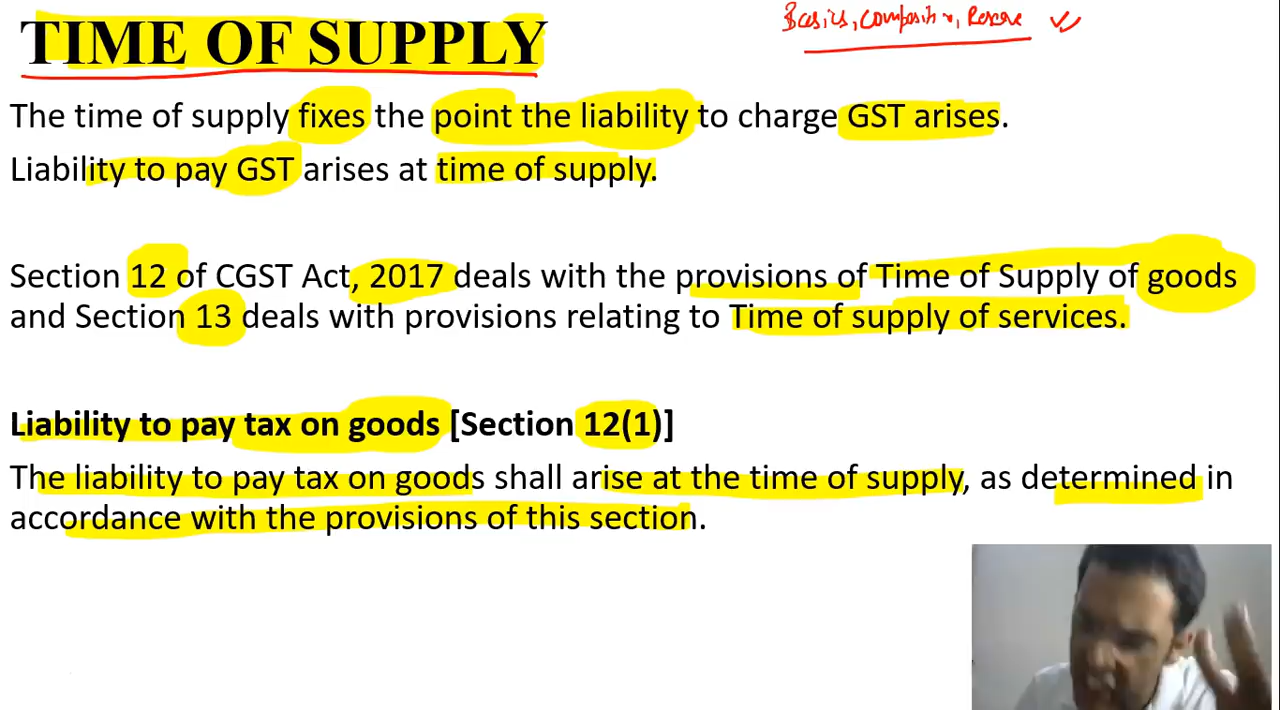 Basics, Composition, Reverse
TIME OF SUPPLY
The time of supply fixes the point the liability to charge GST arises.
Liability to pay GST arises at time of supply.
Section 12 of CGST Act, 2017 deals with the provisions of Time of Supply of goods
and Section 13 deals with provisions relating to Time of supply of services.
Liability to pay tax on goods [Section 12(1)]
The liability to pay tax on goods shall arise at the time of supply, as determined in
accordance with the provisions of this section.